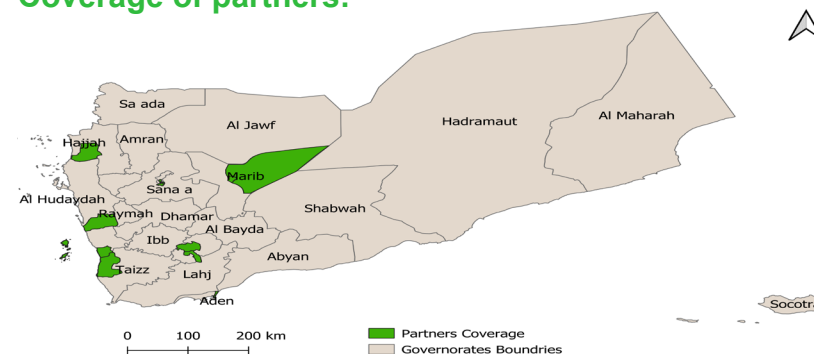 Coverage of partners:
Sa ada
Al Jawf
Hadramaut
Al Maharah
Hajjah
Amran
Marib
Sana a
Al Hudaydah
Raymah
Dhamar
Shabwah
Al Bayda
Ibb
Abyan
Taizz
Lahj
Aden
Socotr
0 100 200 km
Partners Coverage
Governorates Boundries